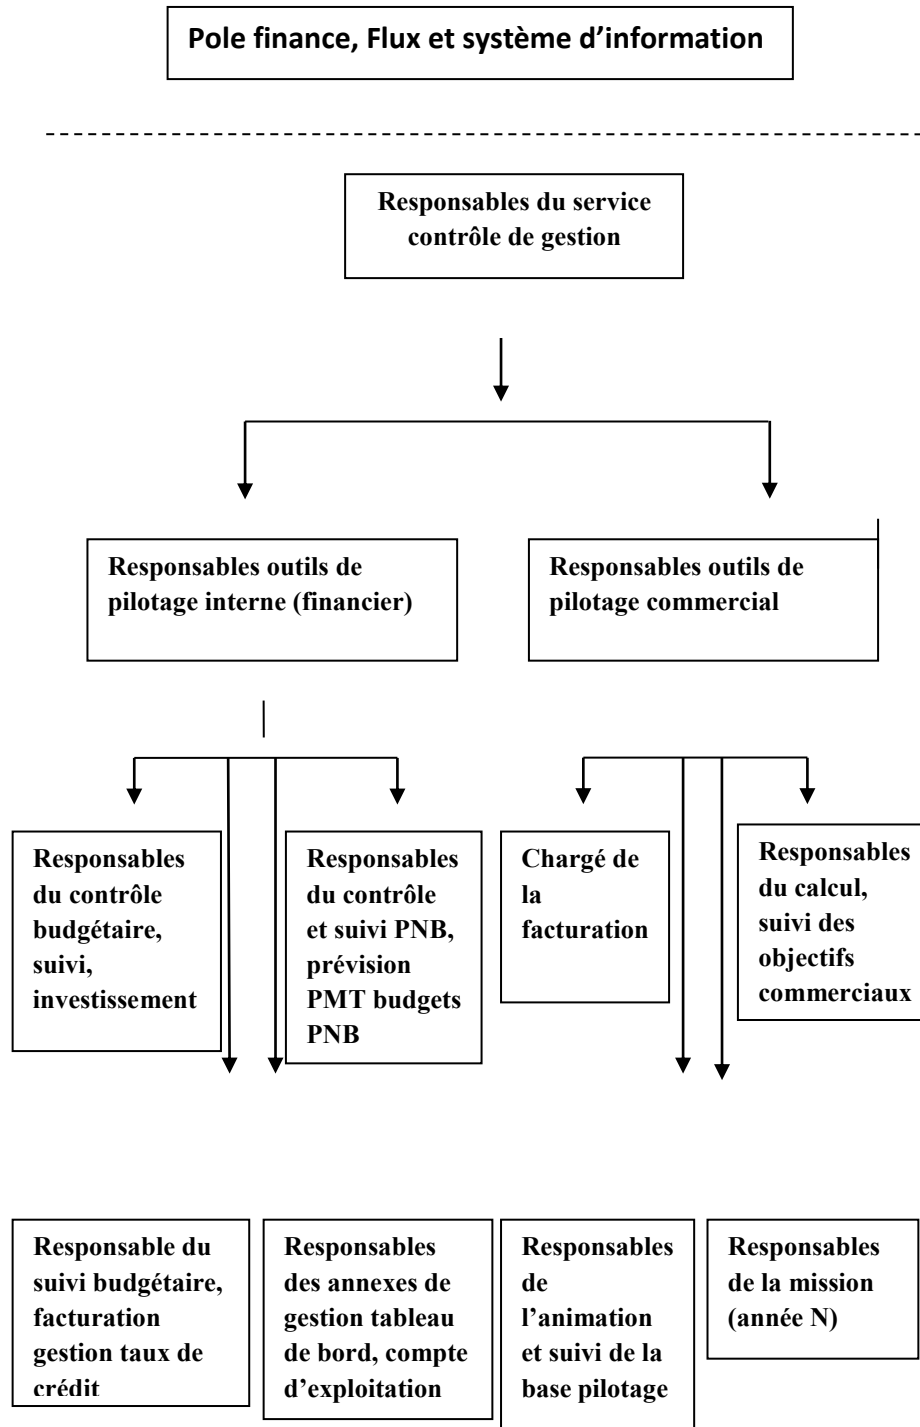 Pole finance, Flux et système d’information
Responsables du service
contrôle de gestion
Responsables outils de
pilotage interne (financier)
Responsables outils de
pilotage commercial
Responsables
du contrôle
budgétaire,
suivi,
investissement
Responsables
du contrôle
et suivi PNB,
prévision
PMT budgets
PNB
Chargé de
la
facturation
Responsables
du calcul,
suivi des
objectifs
commerciaux
Responsable du
suivi budgétaire,
facturation
gestion taux de
crédit
Responsables
des annexes de
gestion tableau
de bord, compte
d’exploitation
Responsables
de
l’animation
et suivi de la
base pilotage
Responsables
de la mission
(année N)